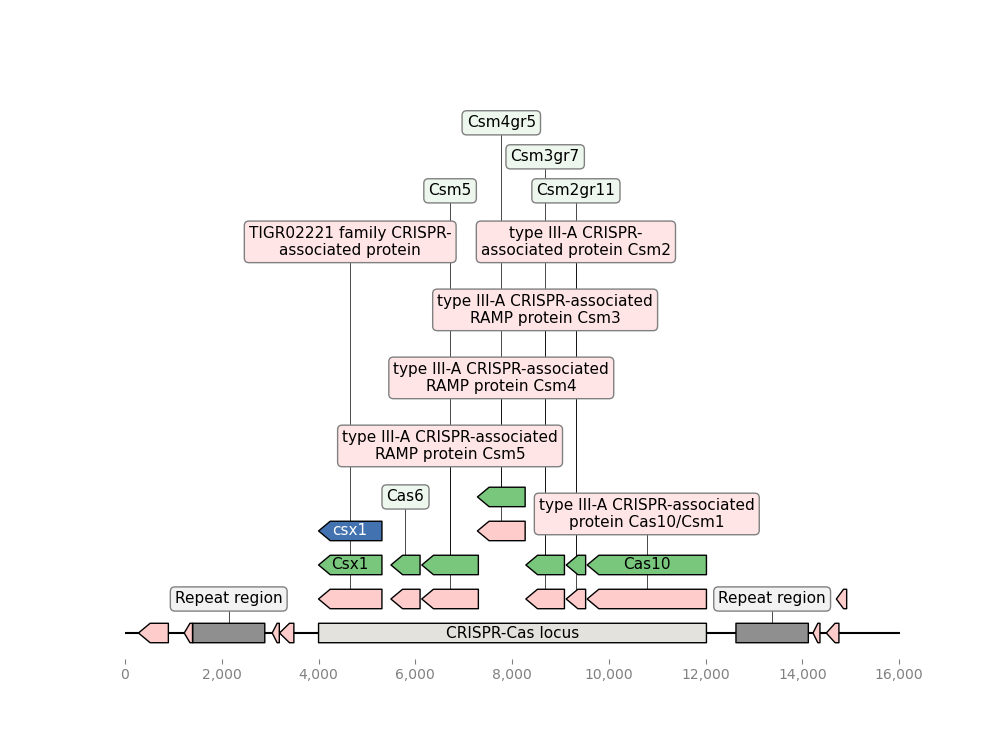 Csm4gr5
Csm3gr7
Csm5
Csm2gr11
TIGR02221 family CRISPR-
associated protein
type III-A CRISPR-
associated protein Csm2
type III-A CRISPR-associated
RAMP protein Csm3
type III-A CRISPR-associated
RAMP protein Csm4
type III-A CRISPR-associated
RAMP protein Csm5
Cas6
type III-A CRISPR-associated
protein Cas10/Csm1
csx1
Csx1
Cas10
Repeat region
Repeat region
CRISPR-Cas locus
0
2,000
4,000
6,000
8,000
10,000
12,000
14,000
16,000